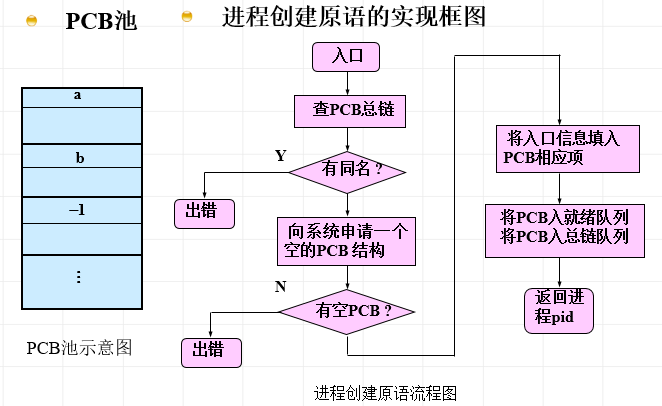 PCB池
进程创建原语的实现框图
a
b
–1
⋮
PCB池示意图
入口
查PCB总链
有同名？
Y
出错
向系统申请一个
空的PCB 结构
N
有空PCB？
出错
将入口信息填入
PCB相应项
将PCB入就绪队列
将PCB入总链队列
返回进
程pid
进程创建原语流程图